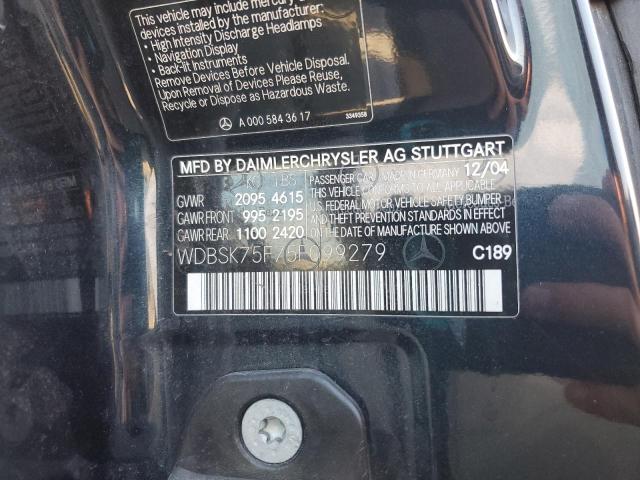 This vehicle may include mercury
devices installed by the manufacturer:
• High Intensity Discharge Headlamps
• Navigation Display
• Back-lit Instruments
Remove Devices Before Vehicle Disposal.
Upon Removal of Devices Please Reuse,
Recycle or Dispose as Hazardous Waste.
A 000 584 36 17
3349358
MFD BY DAIMLERCHRYSLER AG STUTTGART
KG LBS
PASSENGER CAR MADE IN GERMANY 12/04
GVWR 2095 4615
THIS VEHICLE CONFORMS TO ALL APPLICABLE
GAWR FRONT 995 2195
U.S. FEDERAL MOTOR VEHICLE SAFETY, BUMPER
AND THEFT PREVENTION STANDARDS IN EFFECT
GAWR REAR 1100 2420
ON DATE OF MANUFACTURE SHOWN ABOVE.
WDBSK75F F099279
C189